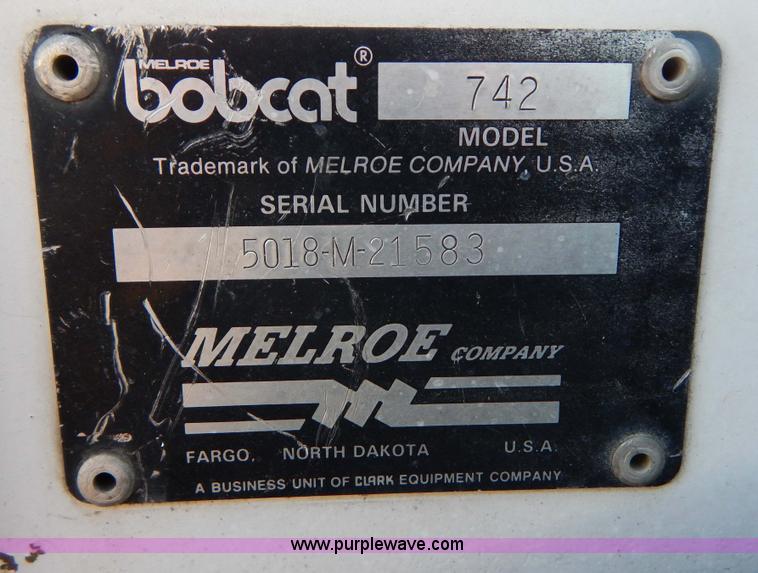 MELROE
bobcat® 742
MODEL
Trademark of MELROE COMPANY, U.S.A.
SERIAL NUMBER
5018-M-21583
MELROE COMPANY
FARGO, NORTH DAKOTA U.S.A.
A BUSINESS UNIT OF CLARK EQUIPMENT COMPANY
www.purplewave.com